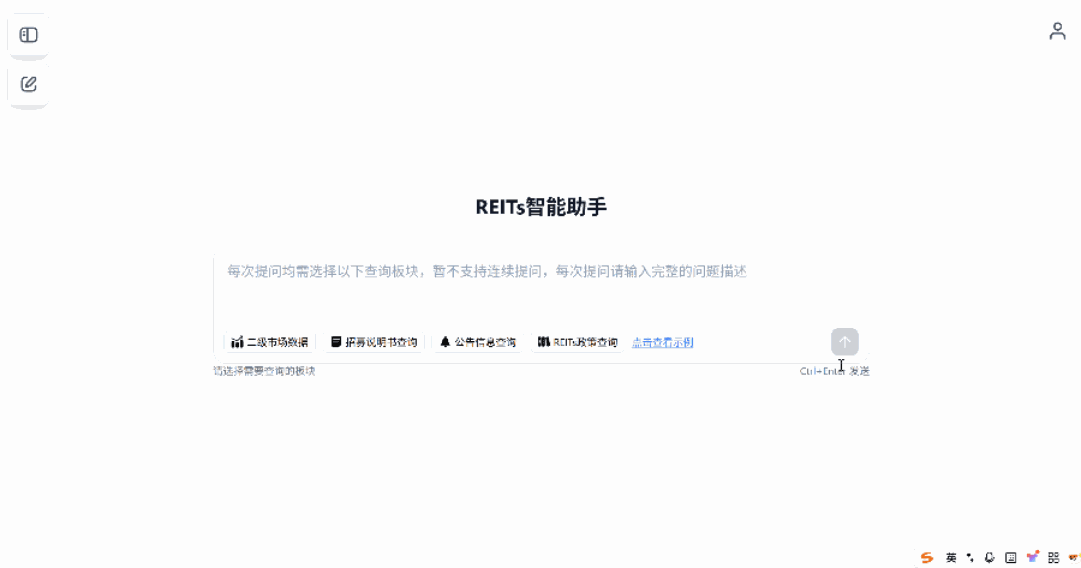 REITs智能助手
每次提问均需选择以下查询板块，暂不支持连续提问，每次提问请输入完整的问题描述
二级市场数据 招募说明书查询 公告信息查询 REITs政策查询 点击查看示例
请选择需要查询的板块 Ctrl+Enter 发送
英